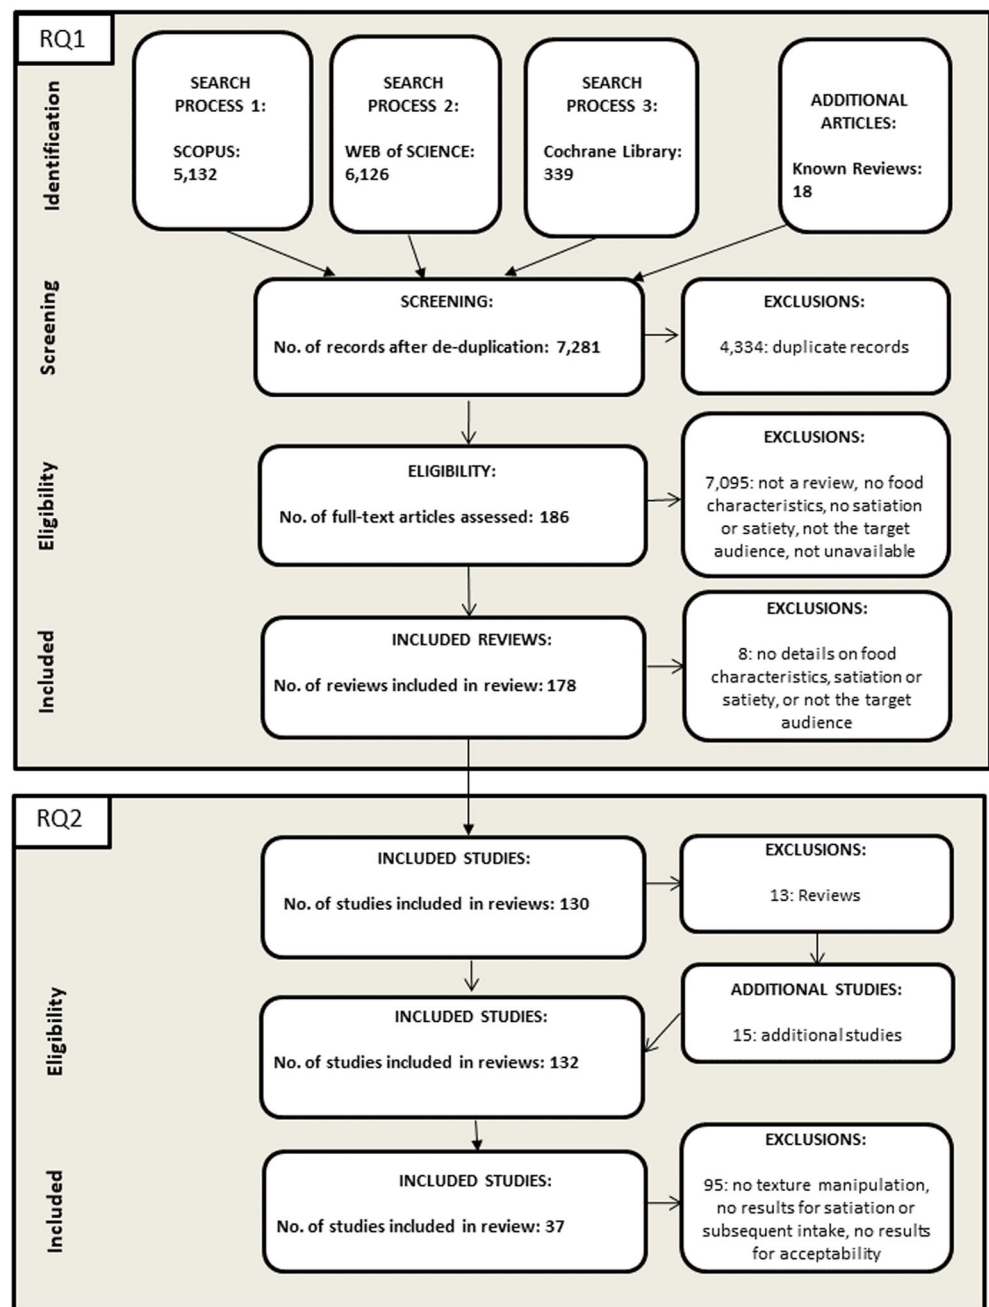 RQ1
Identification
SEARCH
PROCESS 1:
SCOPUS:
5,132
SEARCH
PROCESS 2:
WEB of SCIENCE:
6,126
SEARCH
PROCESS 3:
Cochrane Library:
339
ADDITIONAL
ARTICLES:
Known Reviews:
18
Screening
SCREENING:
No. of records after de-duplication: 7,281
EXCLUSIONS:
4,334: duplicate records
Eligibility
ELIGIBILITY:
No. of full-text articles assessed: 186
EXCLUSIONS:
7,095: not a review, no food
characteristics, no satiation
or satiety, not the target
audience, not unavailable
Included
INCLUDED REVIEWS:
No. of reviews included in review: 178
EXCLUSIONS:
8: no details on food
characteristics, satiation or
satiety, or not the target
audience
RQ2
Eligibility
INCLUDED STUDIES:
No. of studies included in reviews: 130
EXCLUSIONS:
13: Reviews
ADDITIONAL STUDIES:
15: additional studies
INCLUDED STUDIES:
No. of studies included in reviews: 132
Included
INCLUDED STUDIES:
No. of studies included in review: 37
EXCLUSIONS:
95: no texture manipulation,
no results for satiation or
subsequent intake, no results
for acceptability